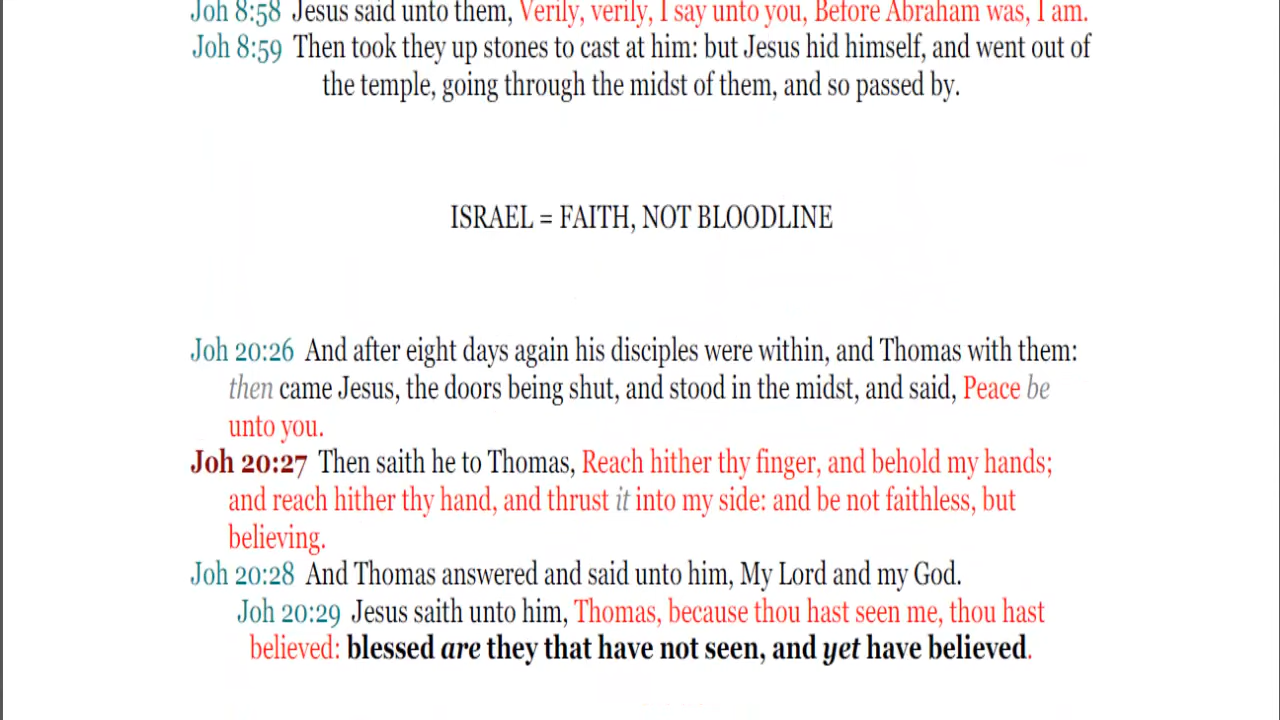 Joh 8:58 Jesus said unto them, Verily, verily, I say unto you, Before Abraham was, I am.
Joh 8:59 Then took they up stones to cast at him: but Jesus hid himself, and went out of
the temple, going through the midst of them, and so passed by.
ISRAEL = FAITH, NOT BLOODLINE
Joh 20:26 And after eight days again his disciples were within, and Thomas with them:
then came Jesus, the doors being shut, and stood in the midst, and said, Peace be
unto you.
Joh 20:27 Then saith he to Thomas, Reach hither thy finger, and behold my hands;
and reach hither thy hand, and thrust it into my side: and be not faithless, but
believing.
Joh 20:28 And Thomas answered and said unto him, My Lord and my God.
Joh 20:29 Jesus saith unto him, Thomas, because thou hast seen me, thou hast
believed: blessed are they that have not seen, and yet have believed.